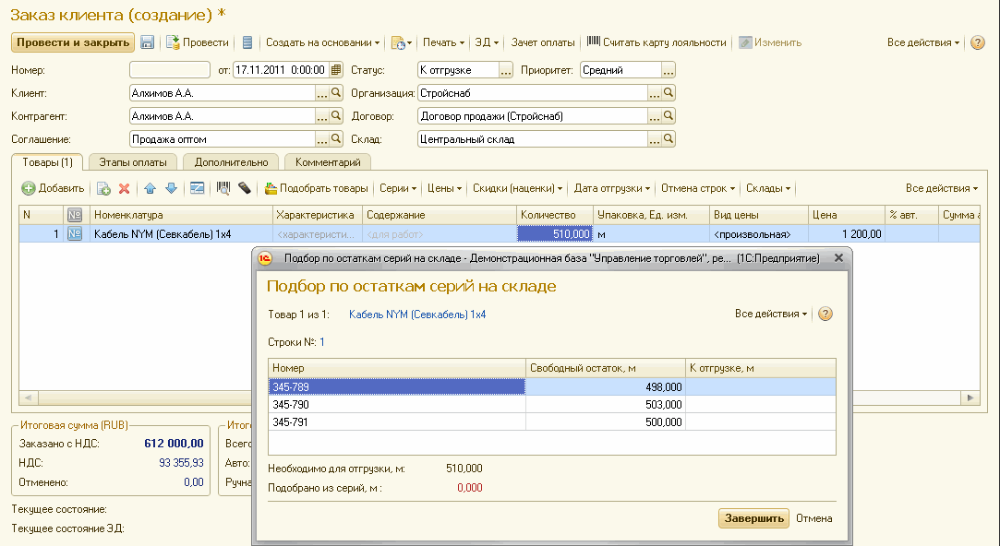 Заказ клиента (создание) *
Провести и закрыть Провести Создать на основании Печать ЭД Зачет оплаты Считать карту лояльности Изменить Все действия
Номер: от: 17.11.2011 0:00:00 Статус: К отгрузке Приоритет: Средний
Клиент: Алхимов А.А. Организация: Стройснаб
Контрагент: Алхимов А.А. Договор: Договор продажи (Стройснаб)
Соглашение: Продажа оптом Склад: Центральный склад
Товары (1) Этапы оплаты Дополнительно Комментарий
Добавить Подобрать товары Серии Цены Скидки (наценки) Дата отгрузки Отмена строк Склады Все действия
N № Номенклатура Характеристика Содержание Количество Упаковка, Ед. изм. Вид цены Цена % авт. Сумма а
1 № Кабель NYM (Севкабель) 1x4 <характеристи... <для работ> 510,000 м <произвольная> 1 200,00
Подбор по остаткам серий на складе - Демонстрационная база "Управление торговлей", ре... (1С:Предприятие)
Подбор по остаткам серий на складе
Товар 1 из 1: Кабель NYM (Севкабель) 1x4 Все действия
Строки №: 1
Номер Свободный остаток, м К отгрузке, м
345-789 498,000
345-790 503,000
345-791 500,000
Необходимо для отгрузки, м: 510,000
Подобрано из серий, м : 0,000
Завершить Отмена
Итоговая сумма (RUB) Итог
Заказано с НДС: 612 000,00 Всего
НДС: 93 355,93 Авто:
Отменено: 0,00 Ручна
Текущее состояние:
Текущее состояние ЭД: